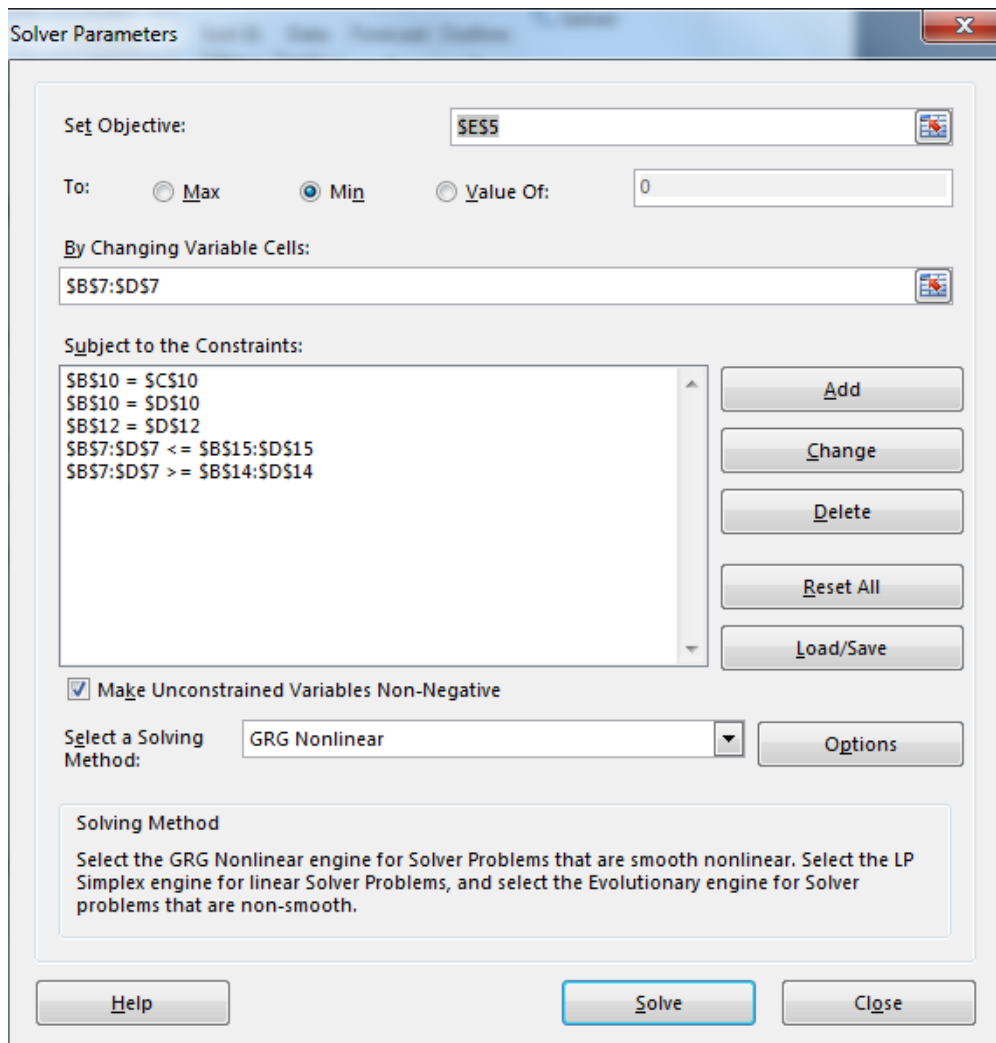 Solver Parameters
Set Objective:
$E$5
To:
Max
Min
Value Of:
0
By Changing Variable Cells:
$B$7:$D$7
Subject to the Constraints:
$B$10 = $C$10
$B$10 = $D$10
$B$12 = $D$12
$B$7:$D$7 <= $B$15:$D$15
$B$7:$D$7 >= $B$14:$D$14
Add
Change
Delete
Reset All
Load/Save
Make Unconstrained Variables Non-Negative
Select a Solving
Method:
GRG Nonlinear
Options
Solving Method
Select the GRG Nonlinear engine for Solver Problems that are smooth nonlinear. Select the LP
Simplex engine for linear Solver Problems, and select the Evolutionary engine for Solver
problems that are non-smooth.
Help
Solve
Close